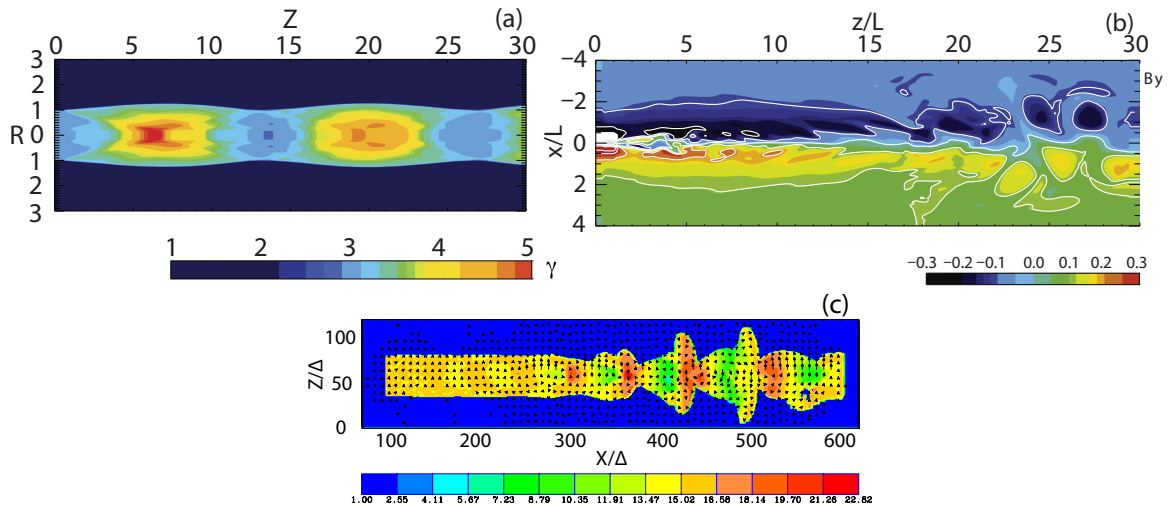 Z (a)
0 5 10 15 20 25 30
3
2
1
R 0
1
2
3
1 2 3 4 5 γ
z/L (b)
0 5 10 15 20 25 30
By
−4
−2
x/L 0
2
4
−0.3 −0.2 −0.1 0.0 0.1 0.2 0.3
(c)
Z/Δ
100
50
0
100 200 300 400 500 600
X/Δ
1.00 2.55 4.11 5.67 7.23 8.79 10.35 11.91 13.47 15.02 16.58 18.14 19.70 21.26 22.82